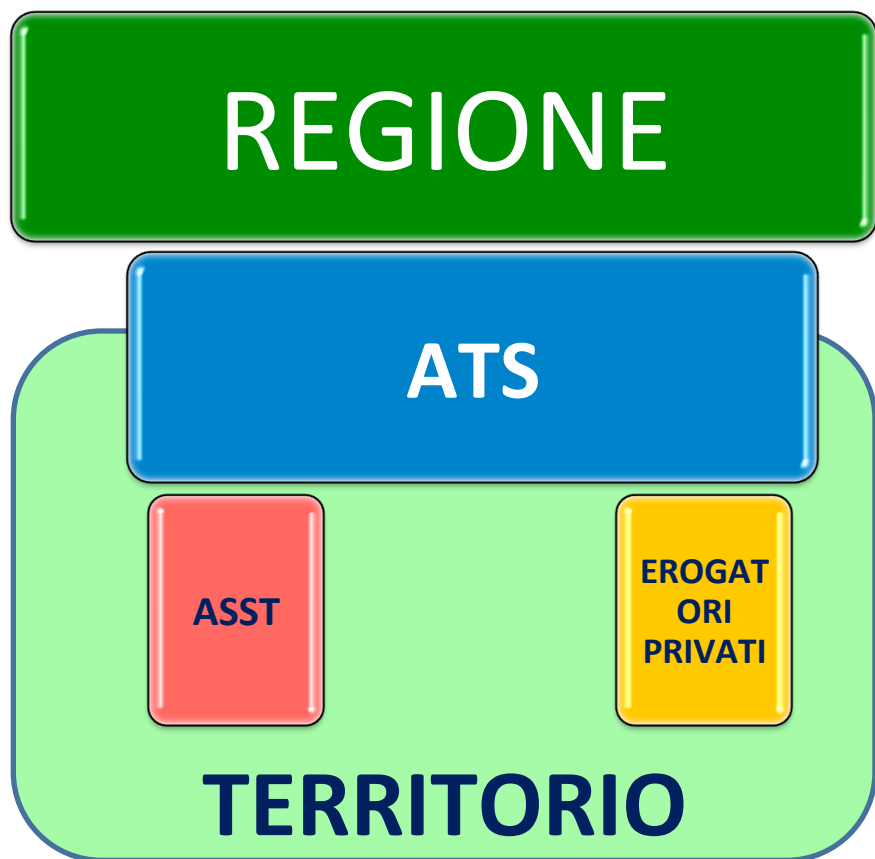 REGIONE
ATS
ASST
EROGAT
ORI
PRIVATI
TERRITORIO